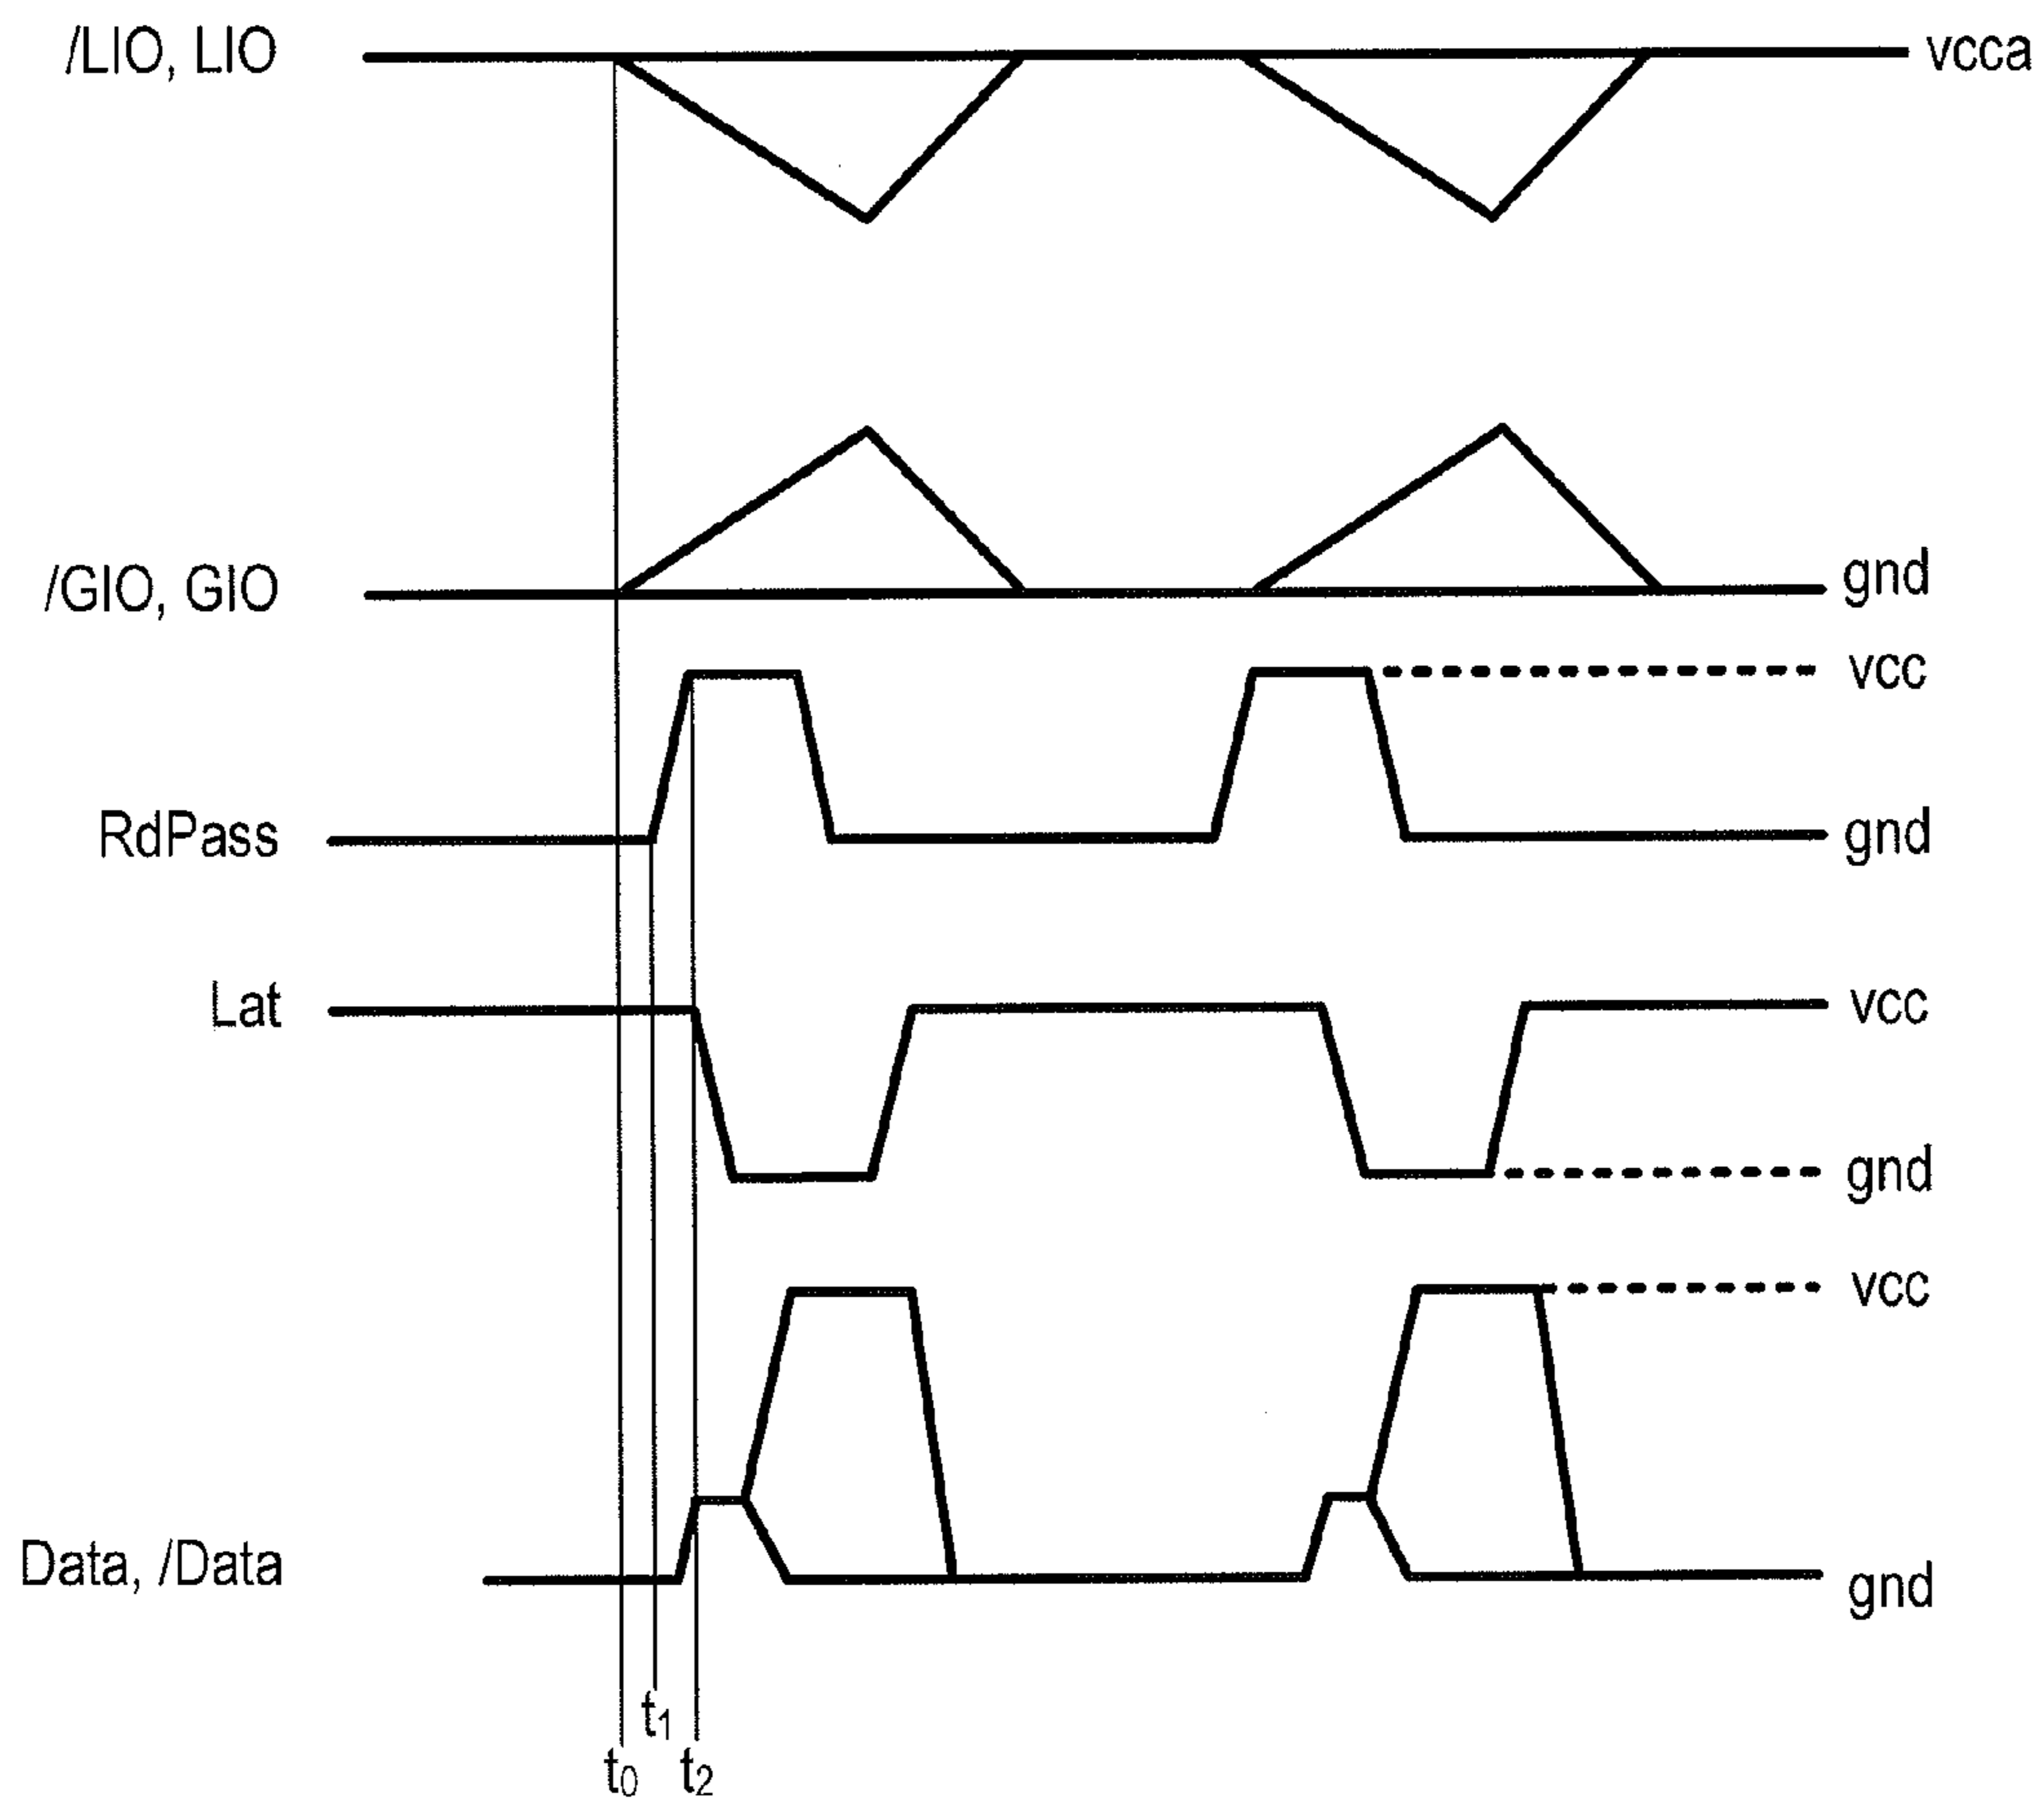 /LIO, LIO vcca
/GIO, GIO gnd
vcc
RdPass gnd
Lat vcc
gnd
vcc
Data, /Data gnd
t1
t0 t2